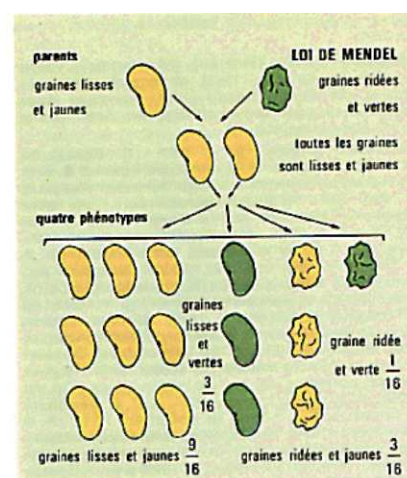 parents
LOI DE MENDEL
graines lisses
et jaunes
graines ridées
et vertes
toutes les graines
sont lisses et jaunes
quatre phénotypes
graines
lisses
et
vertes
3
16
graine ridée
et verte 1
16
graines lisses et jaunes 9
16
graines ridées et jaunes 3
16